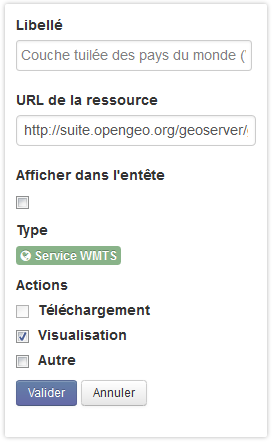 Libellé
Couche tuilée des pays du monde (
URL de la ressource
http://suite.opengeo.org/geoserver/
Afficher dans l'entête
Type
Service WMTS
Actions
Téléchargement
Visualisation
Autre
Valider
Annuler